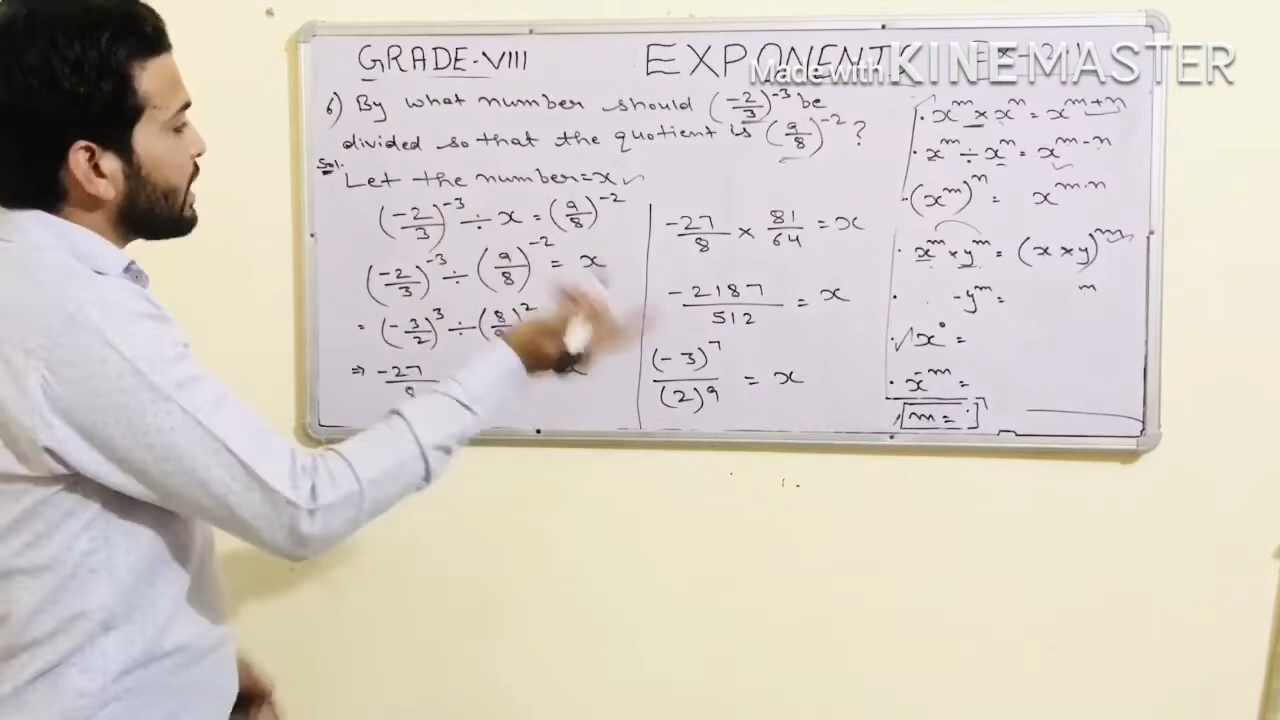 GRADE-VIII
EXPONENTS Ex-2.1
Made with KINEMASTER
6) By what number should (-2/3)^-3 be
divided so that the quotient is (9/8)^-2 ?
Sol.
Let the number = x ✓
(-2/3)^-3 ÷ x = (9/8)^-2
(-2/3)^-3 ÷ (9/8)^-2 = x
= (-3/2)^3 ÷ (8/
⇒ -27/8
-27/8 × 81/64 = x
-2187/512 = x
(-3)^7/(2)^9 = x
· x^m × x^n = x^m+n
· x^m ÷ x^n = x^m-n
· (x^m)^n = x^m·n
· x^m × y^m = (x × y)^m
· -y^m = m
✓ x^0 =
· x^-m =
m =